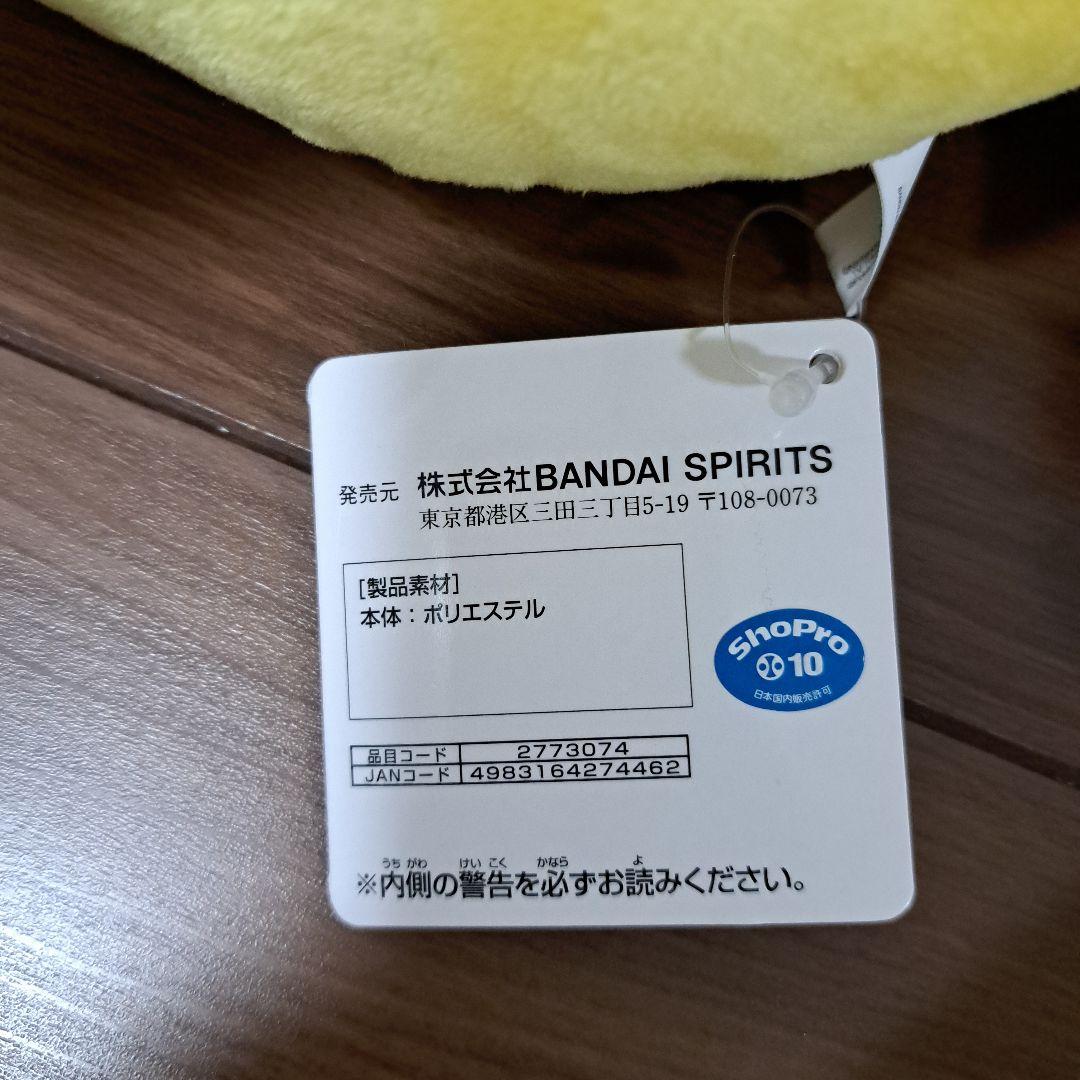 発売元 株式会社BANDAI SPIRITS
東京都港区三田三丁目5-19 〒108-0073
[製品素材]
本体：ポリエステル
ShoPro
10
日本国内販売許可
品目コード 2773074
JANコード 4983164274462
うちがわ けいこく かなら よ
※内側の警告を必ずお読みください。